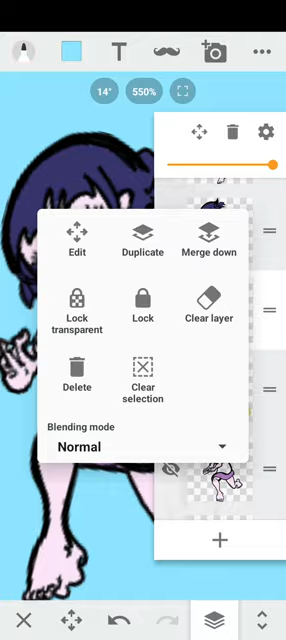 T
14°
550%
Edit
Duplicate
Merge down
Lock
transparent
Lock
Clear layer
Delete
Clear
selection
Blending mode
Normal